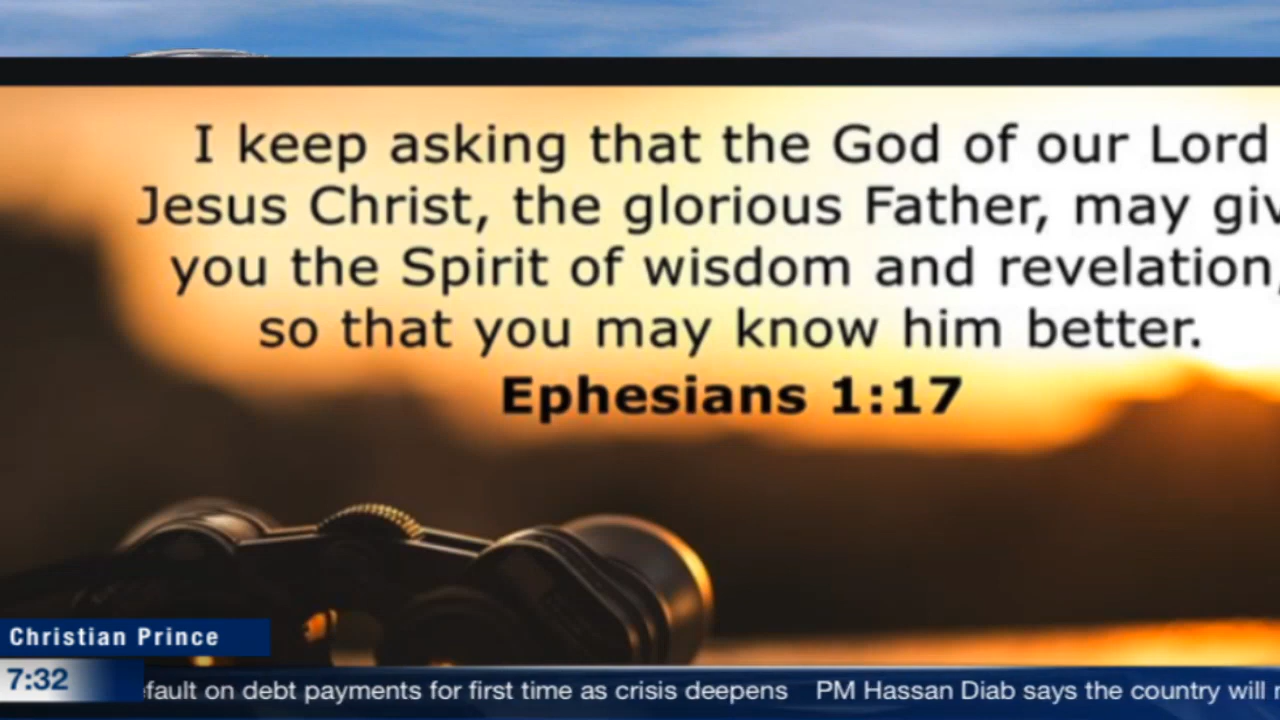 I keep asking that the God of our Lord
Jesus Christ, the glorious Father, may giv
you the Spirit of wisdom and revelation,
so that you may know him better.
Ephesians 1:17
Christian Prince
7:32
efault on debt payments for first time as crisis deepens PM Hassan Diab says the country will r